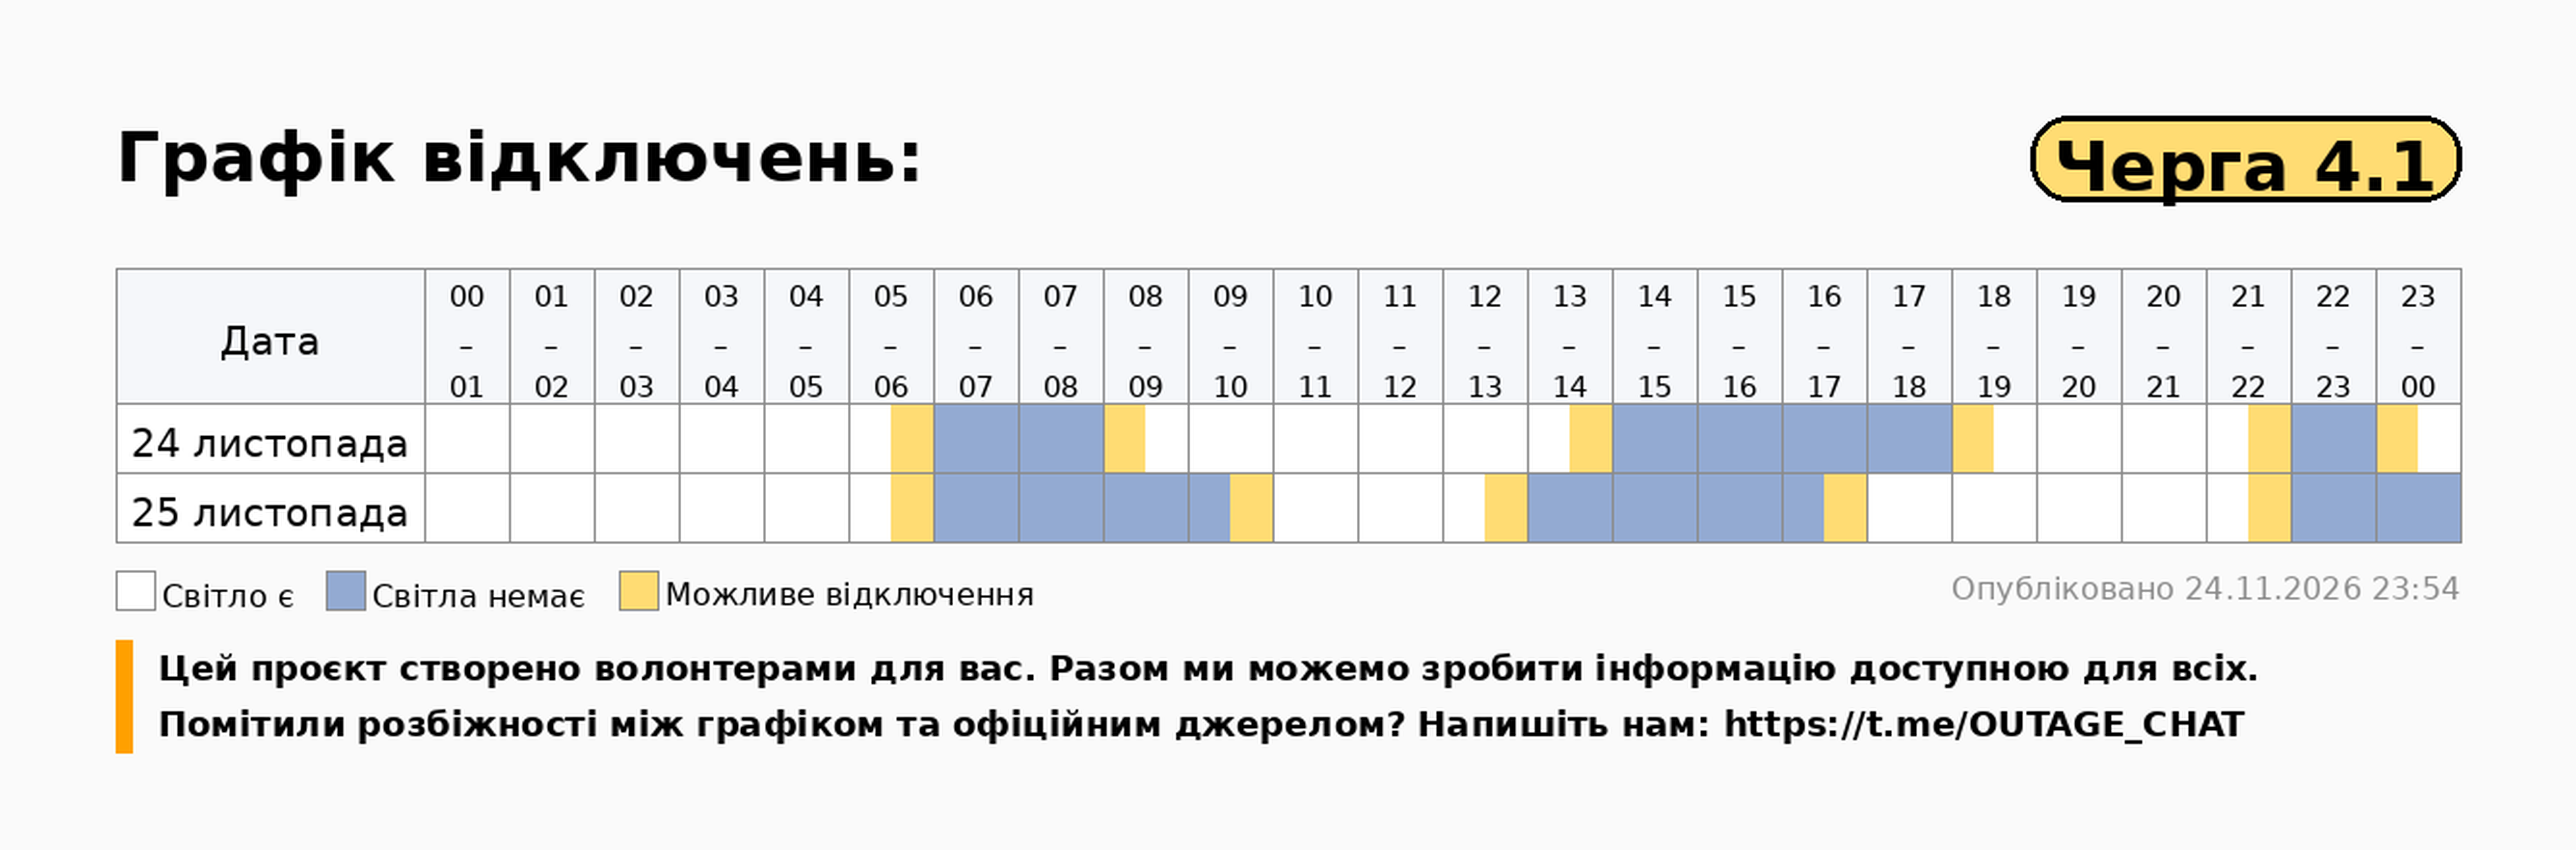 Графік відключень:
Черга 4.1
Дата
00 – 01
01 – 02
02 – 03
03 – 04
04 – 05
05 – 06
06 – 07
07 – 08
08 – 09
09 – 10
10 – 11
11 – 12
12 – 13
13 – 14
14 – 15
15 – 16
16 – 17
17 – 18
18 – 19
19 – 20
20 – 21
21 – 22
22 – 23
23 – 00
24 листопада
25 листопада
Світло є
Світла немає
Можливе відключення
Опубліковано 24.11.2026 23:54
Цей проєкт створено волонтерами для вас. Разом ми можемо зробити інформацію доступною для всіх.
Помітили розбіжності між графіком та офіційним джерелом? Напишіть нам: https://t.me/OUTAGE_CHAT